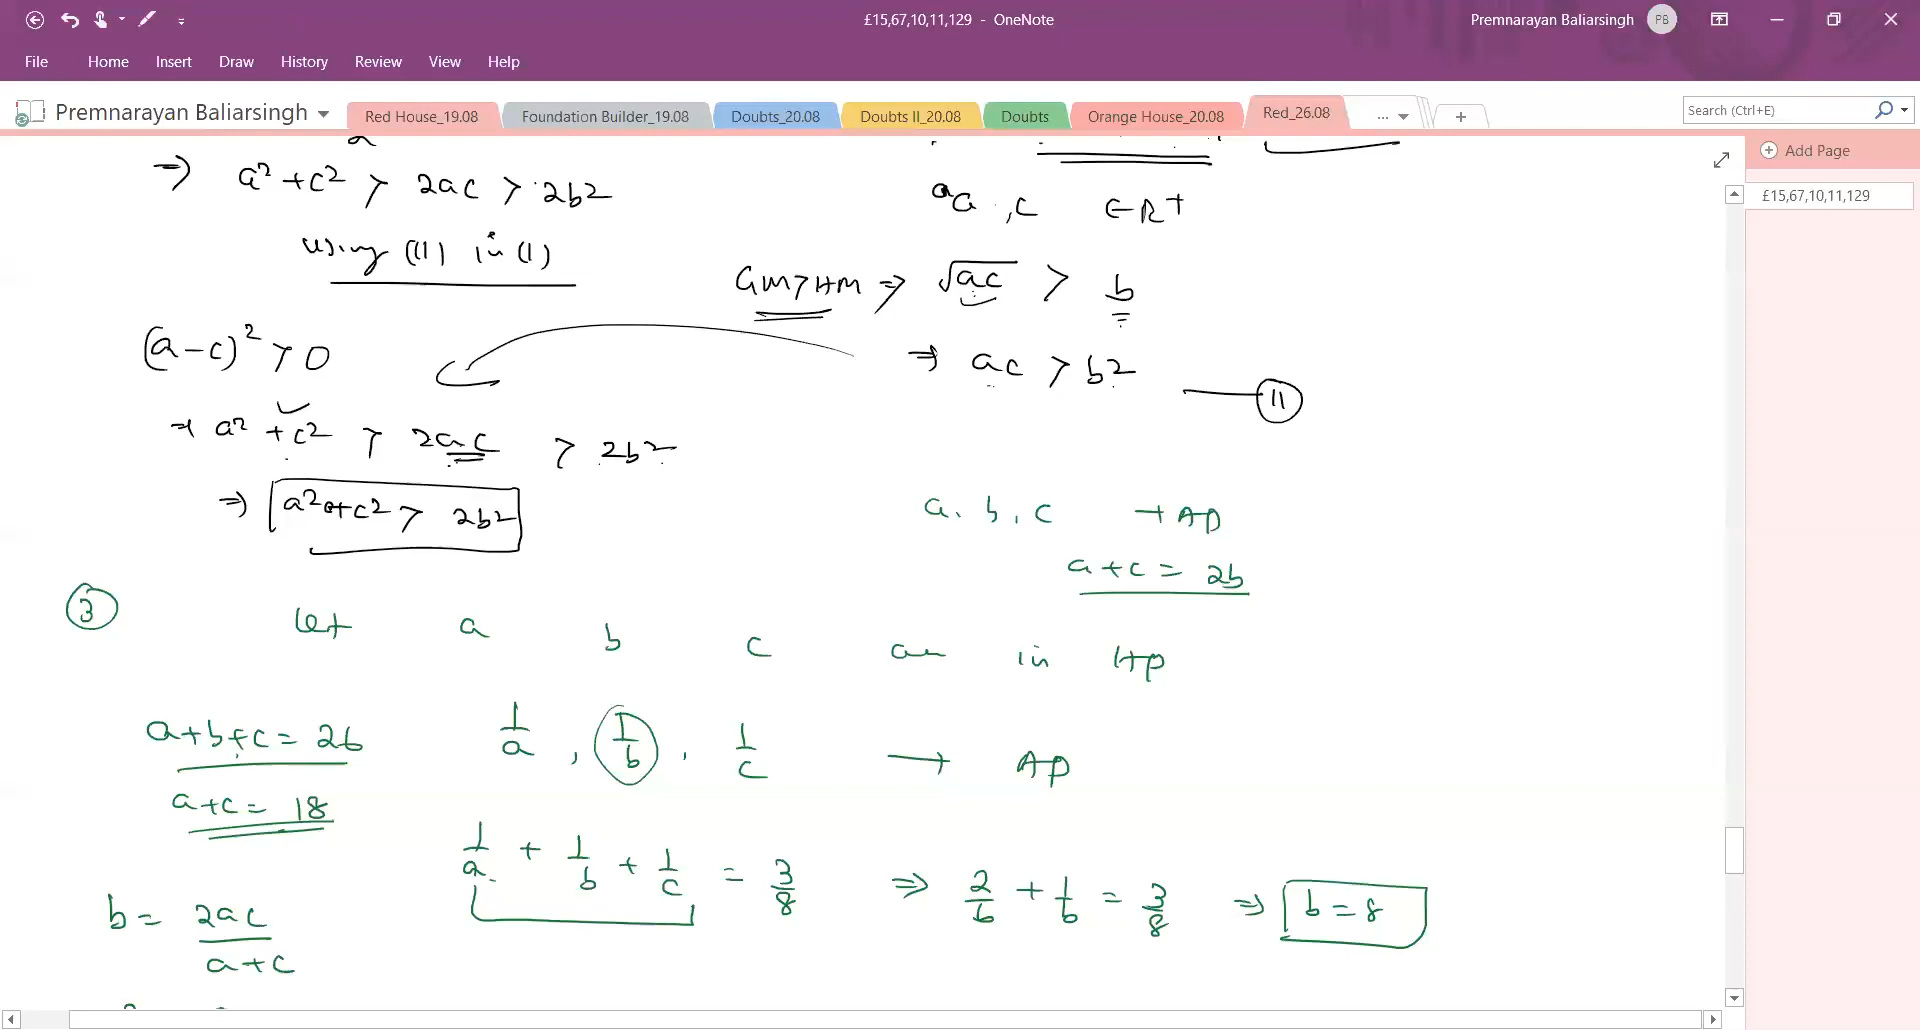 £15,67,10,11,129 - OneNote
Premnarayan Baliarsingh PB
File Home Insert Draw History Review View Help
Premnarayan Baliarsingh
Red House_19.08 Foundation Builder_19.08 Doubts_20.08 Doubts II_20.08 Doubts Orange House_20.08 Red_26.08 ... +
Search (Ctrl+E)
Add Page
£15,67,10,11,129
⇒ a² + c² > 2ac > 2b²
a, c ∈ R⁺
using (II) in (I)
GM > HM ⇒ √ac > b
(a-c)² > 0
⇒ ac > b² — II
⇒ a² + c² > 2ac > 2b²
⇒ a² + c² > 2b²
a, b, c → AP
a+c = 2b
3 let a b c are in HP
a+b+c = 26
1/a, 1/b, 1/c → AP
a+c = 18
1/a + 1/b + 1/c = 3/8 ⇒ 2/b + 1/b = 3/8 ⇒ b = 8
b = 2ac/a+c